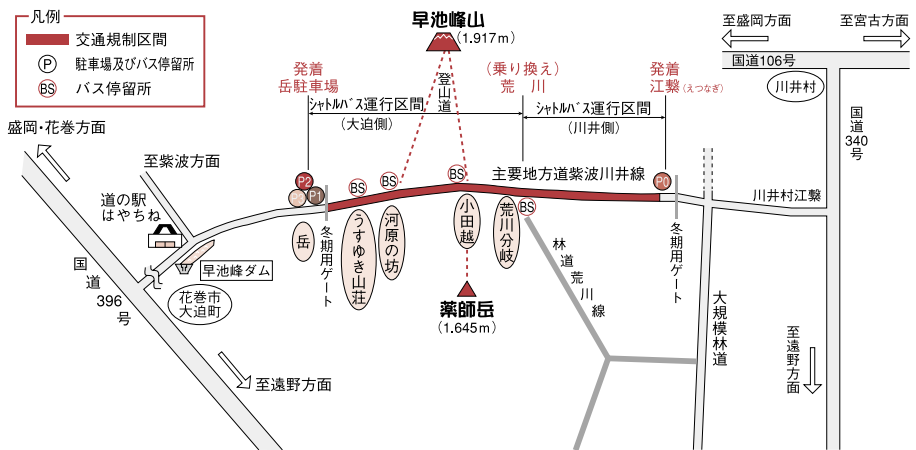 凡例
交通規制区間
P 駐車場及びバス停留所
BS バス停留所
早池峰山
(1.917m)
登山道
発着
岳駐車場
(乗り換え)
荒川
発着
江繋(えつなぎ)
シャトルバス運行区間
(大迫側)
シャトルバス運行区間
(川井側)
至盛岡方面
至宮古方面
国道106号
川井村
国道340号
盛岡・花巻方面
至紫波方面
道の駅
はやちね
早池峰ダム
花巻市
大迫町
国道396号
至遠野方面
P2
P1
BS
BS
BS
BS
P0
主要地方道紫波川井線
川井村江繋
岳
冬期用ゲート
うすゆき山荘
河原の坊
小田越
荒川分岐
薬師岳
(1.645m)
林道荒川線
冬期用ゲート
大規模林道
至遠野方面